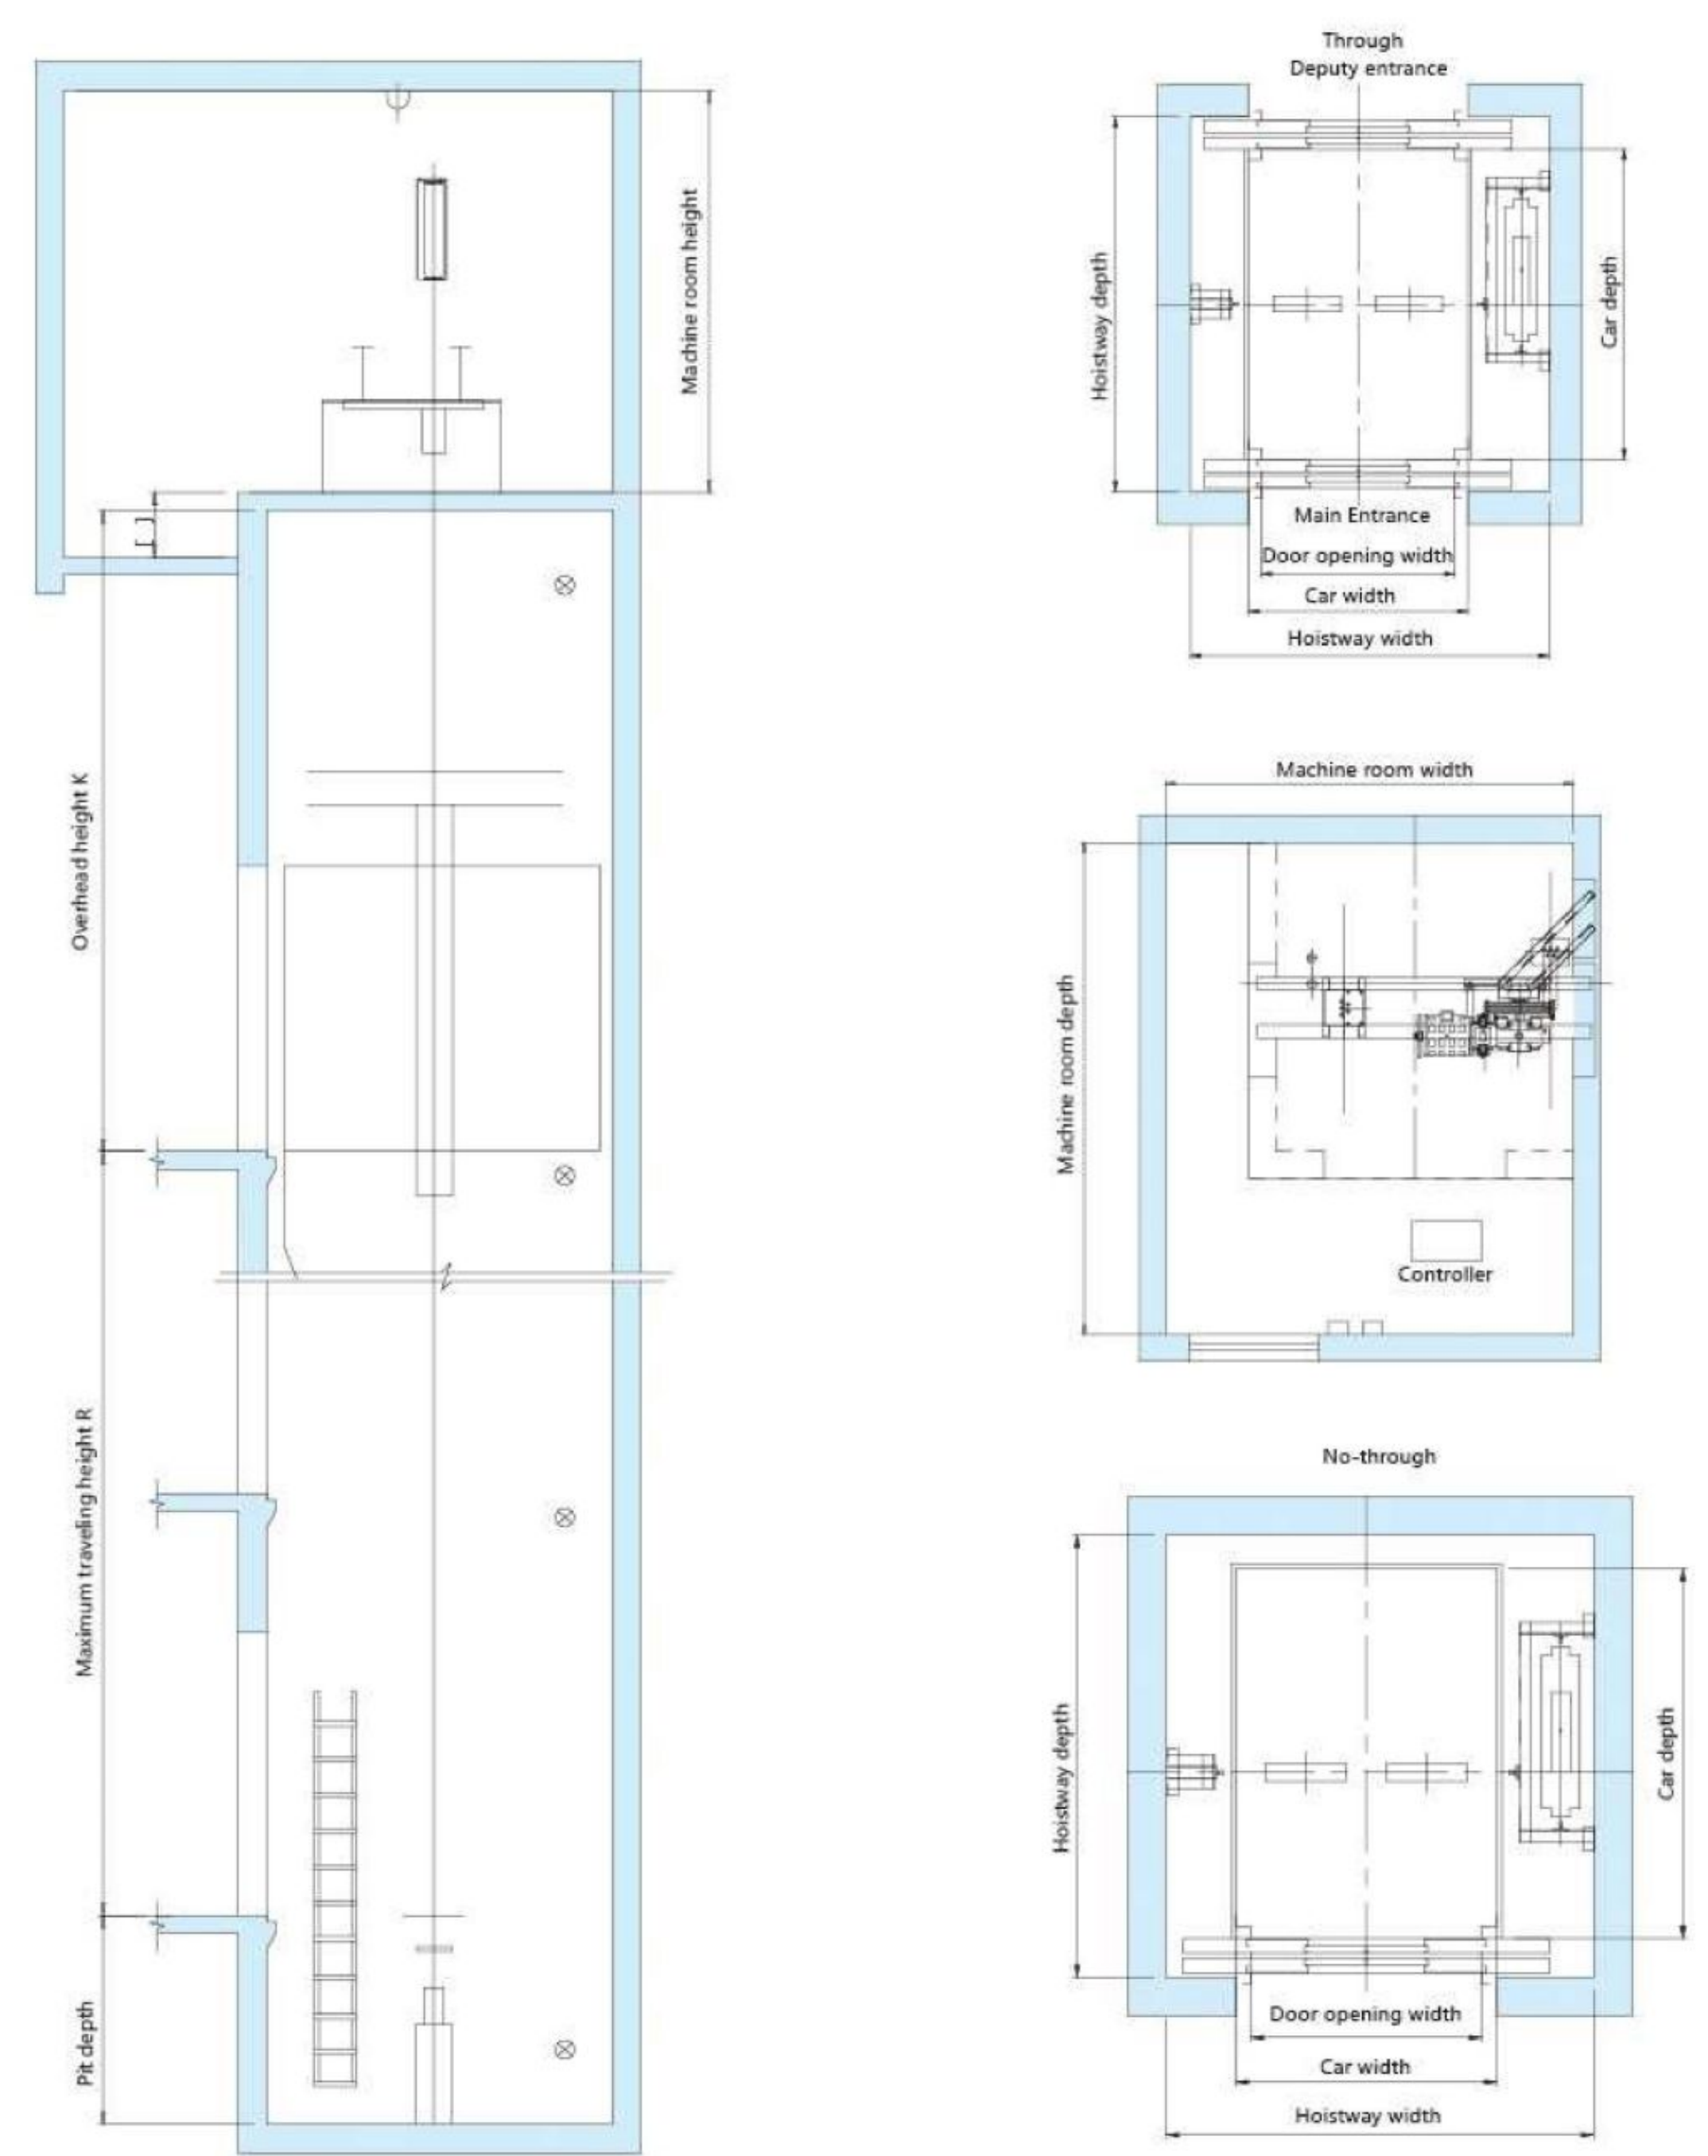 Machine room height
[ ]
Overhead height K
Maximum traveling height R
Pit depth
Through
Deputy entrance
Hoistway depth
Car depth
Main Entrance
Door opening width
Car width
Hoistway width
Machine room width
Machine room depth
Controller
No-through
Hoistway depth
Car depth
Door opening width
Car width
Hoistway width